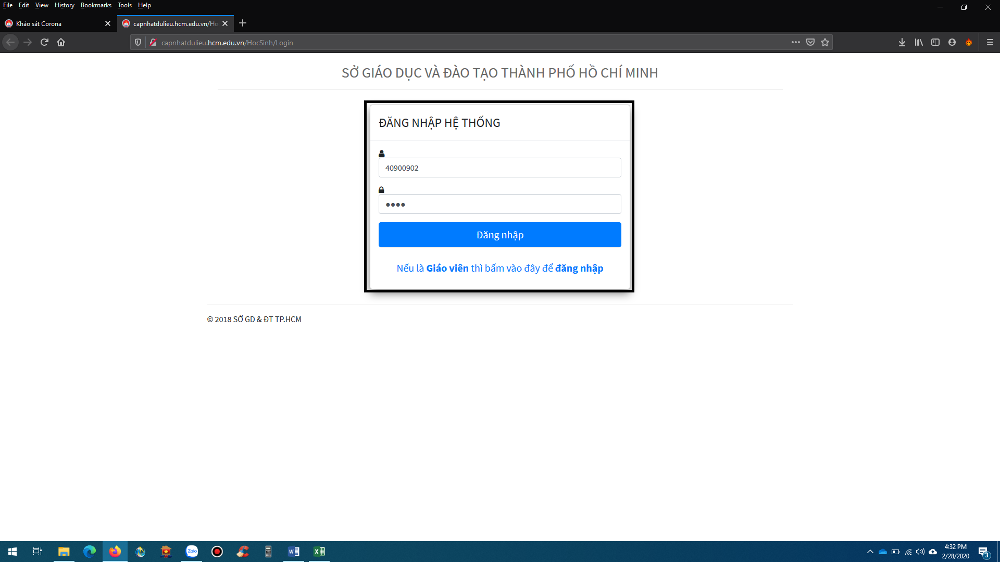 File Edit View History Bookmarks Tools Help
Khảo sát Corona
capnhatdulieu.hcm.edu.vn/Ho
capnhatdulieu.hcm.edu.vn/HocSinh/Login
SỞ GIÁO DỤC VÀ ĐÀO TẠO THÀNH PHỐ HỒ CHÍ MINH
ĐĂNG NHẬP HỆ THỐNG
40900902
Đăng nhập
Nếu là Giáo viên thì bấm vào đây để đăng nhập
© 2018 SỞ GD & ĐT TP.HCM
Zalo
4:32 PM
2/28/2020
3